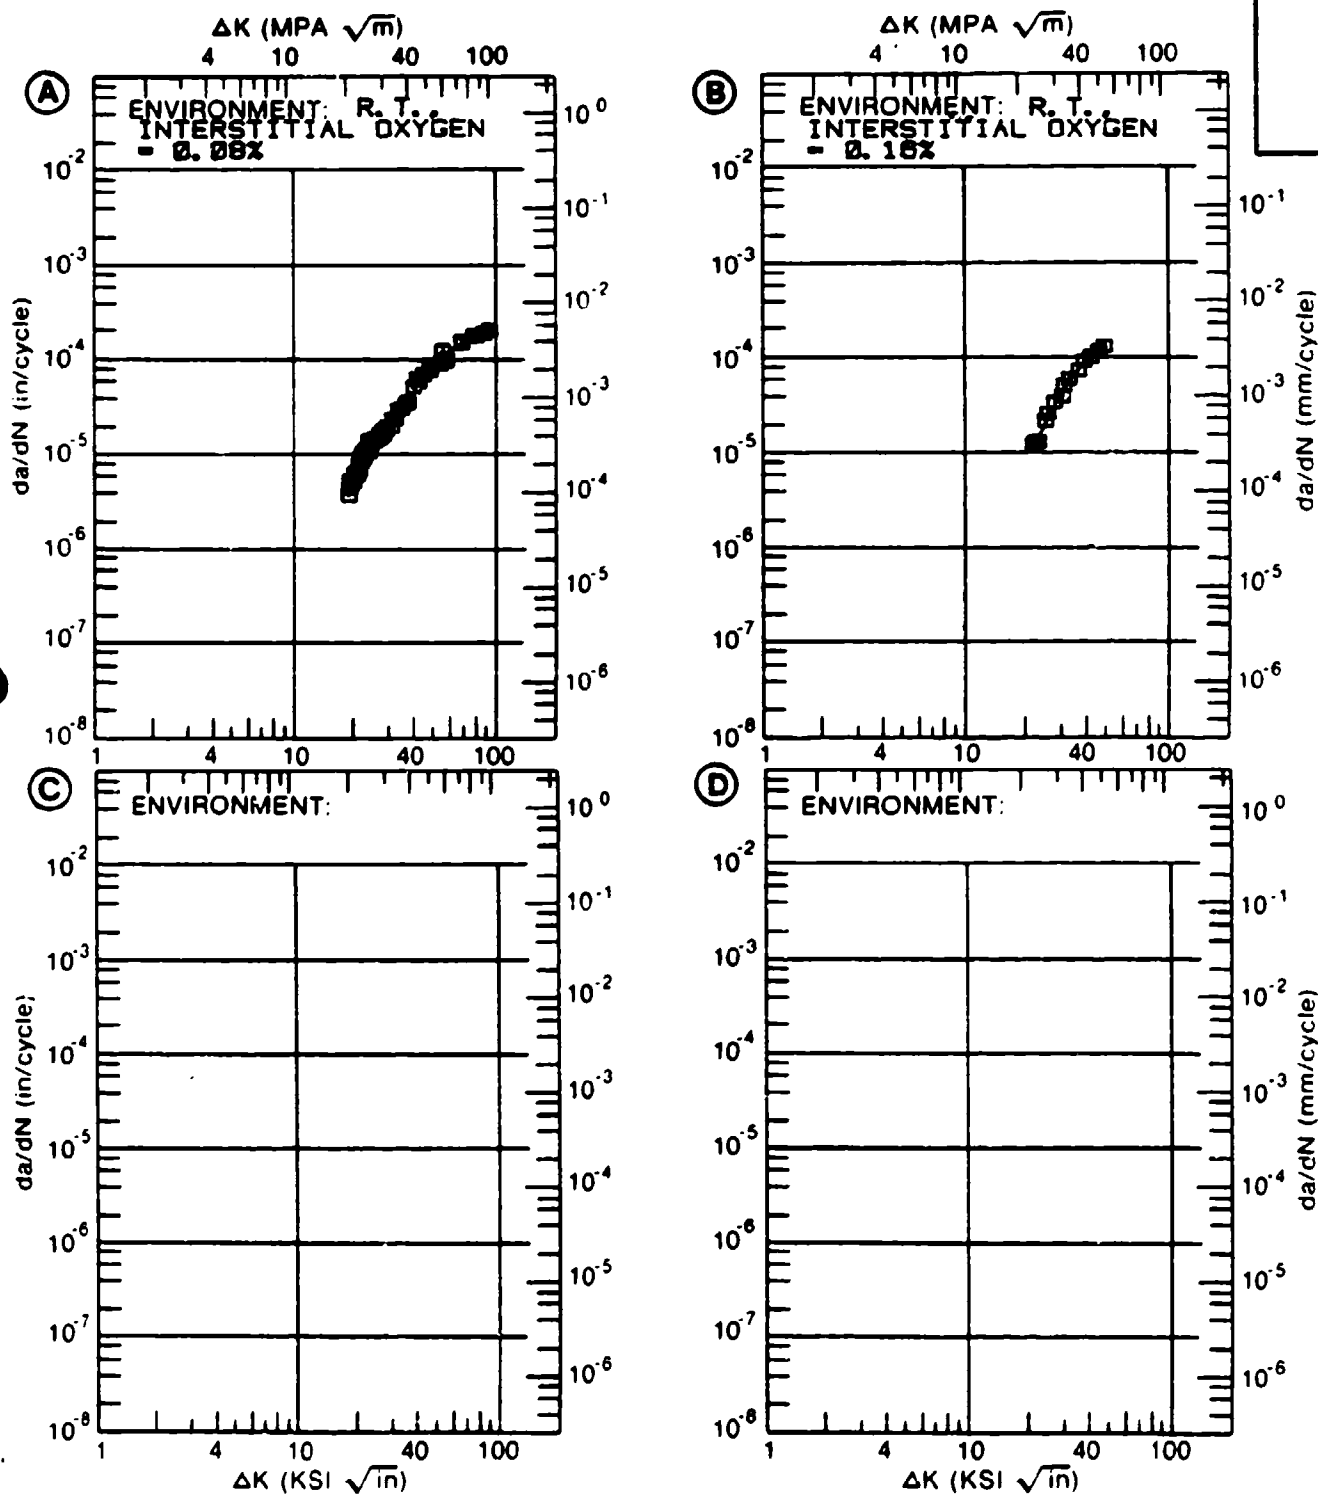 ΔK (MPA √m)
4 10 40 100
A
ENVIRONMENT: R. T.,
INTERSTITIAL OXYGEN
= 0.08%
10⁰
10⁻¹
10⁻²
10⁻³
10⁻⁴
10⁻⁵
10⁻⁶
10⁻²
10⁻³
10⁻⁴
10⁻⁵
10⁻⁶
10⁻⁷
10⁻⁸
da/dN (in/cycle)
1 4 10 40 100
ΔK (MPA √m)
4 10 40 100
B
ENVIRONMENT: R. T.,
INTERSTITIAL OXYGEN
10⁻²
10⁻³
10⁻⁴
10⁻⁵
10⁻⁶
10⁻⁷
10⁻⁸
10⁻¹
10⁻²
10⁻³
10⁻⁴
10⁻⁵
10⁻⁶
da/dN (mm/cycle)
1 4 10 40 100
C
ENVIRONMENT:
10⁻²
10⁻³
10⁻⁴
10⁻⁵
10⁻⁶
10⁻⁷
10⁻⁸
da/dN (in/cycle)
10⁰
10⁻¹
10⁻²
10⁻³
10⁻⁴
10⁻⁵
10⁻⁶
1 4 10 40 100
ΔK (KSI √in)
D
ENVIRONMENT:
10⁻²
10⁻³
10⁻⁴
10⁻⁵
10⁻⁶
10⁻⁷
10⁻⁸
10⁰
10⁻¹
10⁻²
10⁻³
10⁻⁴
10⁻⁵
10⁻⁶
da/dN (mm/cycle)
1 4 10 40 100
ΔK (KSI √in)